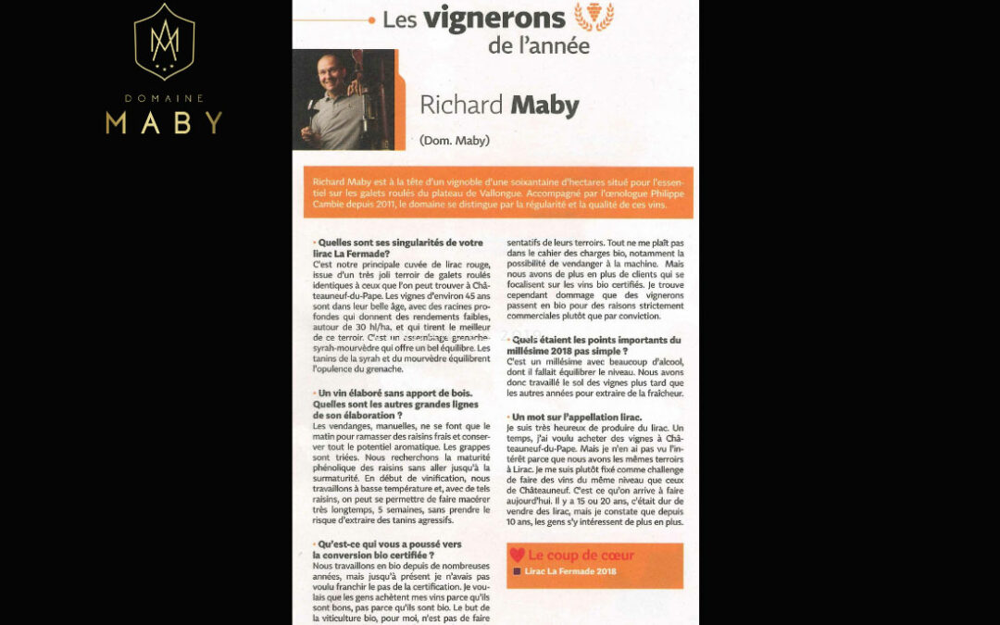 DOMAINE
MABY
Les vignerons
de l'année
Richard Maby
(Dom. Maby)
Richard Maby est à la tête d'un vignoble d'une soixantaine d'hectares situé pour l'essen-
tiel sur les galets roulés du plateau de Vallongue. Accompagné par l'œnologue Philippe
Cambie depuis 2011, le domaine se distingue par la régularité et la qualité de ces vins.
• Quelles sont ses singularités de votre
lirac La Fermade?
C'est notre principale cuvée de lirac rouge,
issue d'un très joli terroir de galets roulés
identiques à ceux que l'on peut trouver à Châ-
teauneuf-du-Pape. Les vignes d'environ 45 ans
sont dans leur belle âge, avec des racines pro-
fondes qui donnent des rendements faibles,
autour de 30 hl/ha, et qui tirent le meilleur
de ce terroir. C'est un assemblage grenache-
syrah-mourvèdre qui offre un bel équilibre. Les
tanins de la syrah et du mourvèdre équilibrent
l'opulence du grenache.
• Un vin élaboré sans apport de bois.
Quelles sont les autres grandes lignes
de son élaboration ?
Les vendanges, manuelles, ne se font que le
matin pour ramasser des raisins frais et conser-
ver tout le potentiel aromatique. Les grappes
sont triées. Nous recherchons la maturité
phénolique des raisins sans aller jusqu'à la
surmaturité. En début de vinification, nous
travaillons à basse température et, avec de tels
raisins, on peut se permettre de faire macérer
très longtemps, 5 semaines, sans prendre le
risque d'extraire des tanins agressifs.
• Qu'est-ce qui vous a poussé vers
la conversion bio certifiée ?
Nous travaillons en bio depuis de nombreuses
années, mais jusqu'à présent je n'avais pas
voulu franchir le pas de la certification. Je vou-
lais que les gens achètent mes vins parce qu'ils
sont bons, pas parce qu'ils sont bio. Le but de
la viticulture bio, pour moi, n'est pas de faire
sentatifs de leurs terroirs. Tout ne me plaît pas
dans le cahier des charges bio, notamment la
possibilité de vendanger à la machine. Mais
nous avons de plus en plus de clients qui se
focalisent sur les vins bio certifiés. Je trouve
cependant dommage que des vignerons
passent en bio pour des raisons strictement
commerciales plutôt que par conviction.
• Quels étaient les points importants du
millésime 2018 pas simple ?
C'est un millésime avec beaucoup d'alcool,
dont il fallait équilibrer le niveau. Nous avons
donc travaillé le sol des vignes plus tard que
les autres années pour extraire de la fraîcheur.
• Un mot sur l'appellation lirac.
Je suis très heureux de produire du lirac. Un
temps, j'ai voulu acheter des vignes à Châ-
teauneuf-du-Pape. Mais je n'en ai pas vu l'in-
térêt parce que nous avons les mêmes terroirs
à Lirac. Je me suis plutôt fixé comme challenge
de faire des vins du même niveau que ceux
de Châteauneuf. C'est ce qu'on arrive à faire
aujourd'hui. Il y a 15 ou 20 ans, c'était dur de
vendre des lirac, mais je constate que depuis
10 ans, les gens s'y intéressent de plus en plus.
Le coup de cœur
Lirac La Fermade 2018